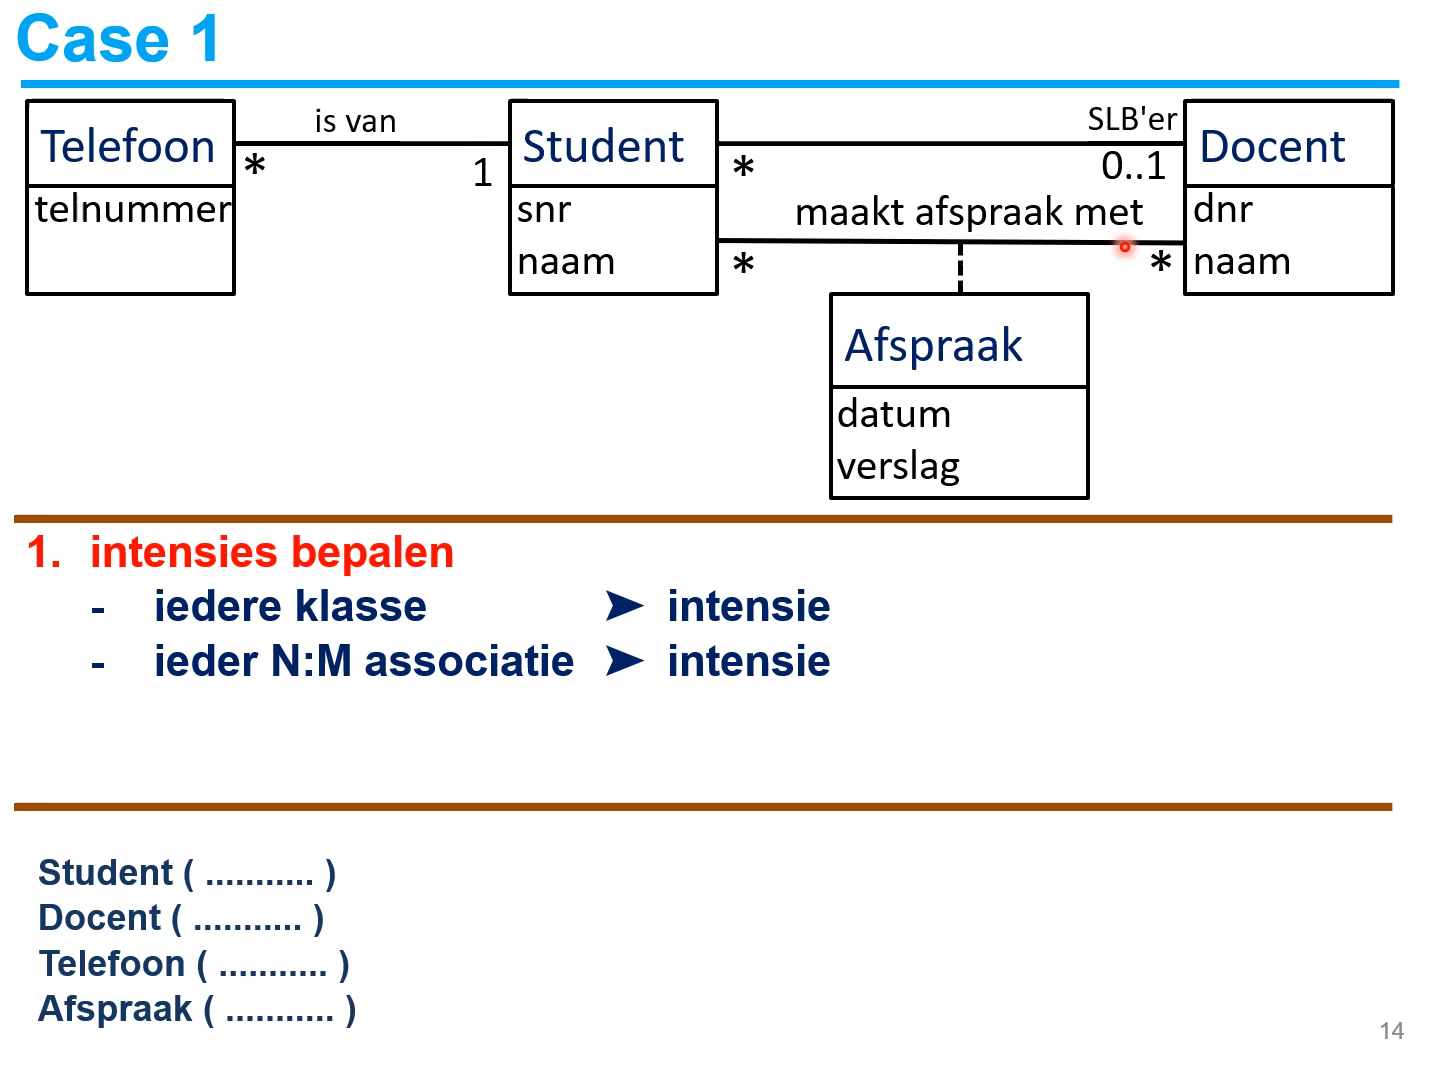 Case 1
Telefoon
telnummer
is van
*
1
Student
snr
naam
*
SLB'er
0..1
maakt afspraak met
*
*
Docent
dnr
naam
Afspraak
datum
verslag
1. intensies bepalen
- iedere klasse ➤ intensie
- ieder N:M associatie ➤ intensie
Student ( ........... )
Docent ( ........... )
Telefoon ( ........... )
Afspraak ( ........... )
14